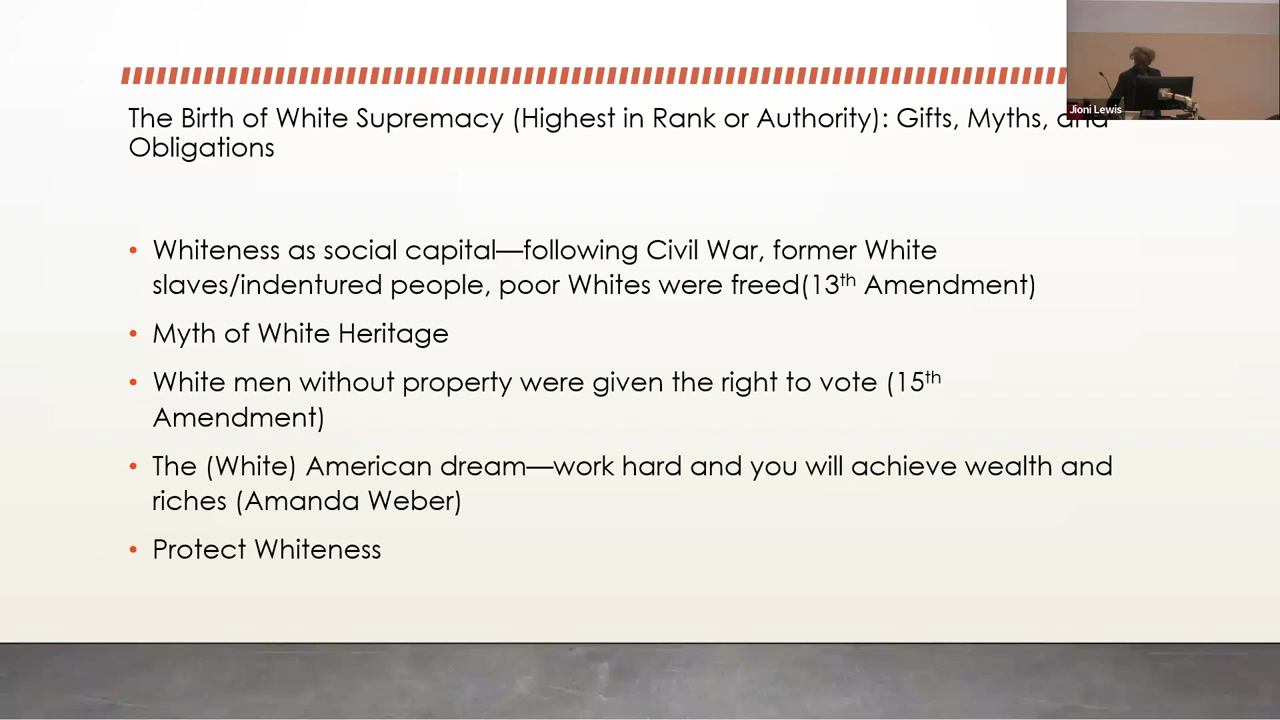 The Birth of White Supremacy (Highest in Rank or Authority): Gifts, Myths, and
Obligations
Jioni Lewis
• Whiteness as social capital—following Civil War, former White
slaves/indentured people, poor Whites were freed(13th Amendment)
• Myth of White Heritage
• White men without property were given the right to vote (15th
Amendment)
• The (White) American dream—work hard and you will achieve wealth and
riches (Amanda Weber)
• Protect Whiteness